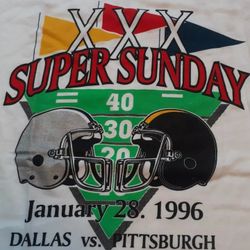 XXX
SUPER SUNDAY
40
30
20
January 28. 1996
DALLAS vs. PITTSBURGH